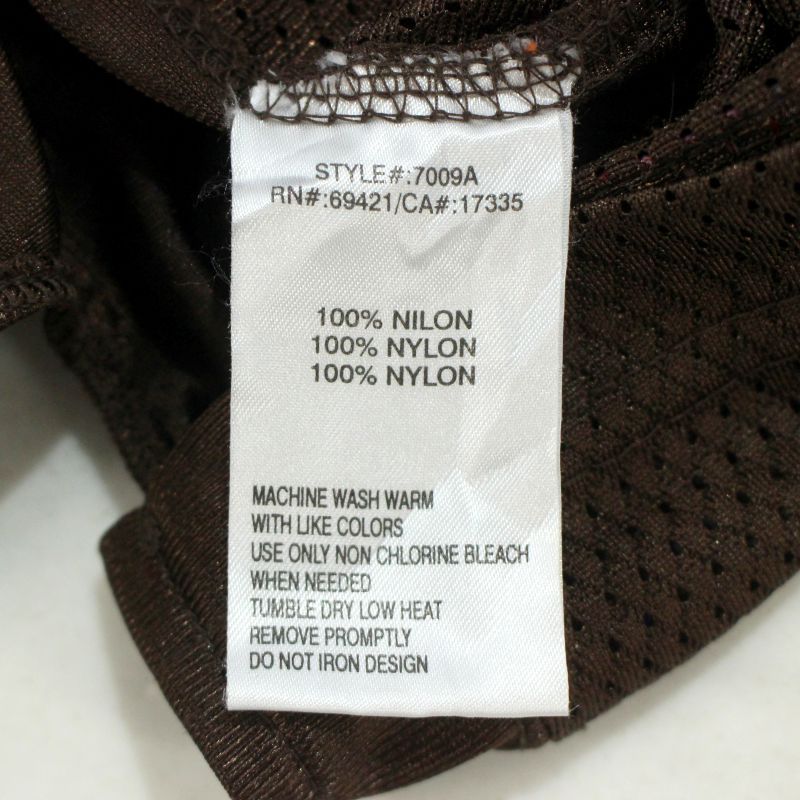 STYLE#:7009A
RN#:69421/CA#:17335
100% NILON
100% NYLON
100% NYLON
MACHINE WASH WARM
WITH LIKE COLORS
USE ONLY NON CHLORINE BLEACH
WHEN NEEDED
TUMBLE DRY LOW HEAT
REMOVE PROMPTLY
DO NOT IRON DESIGN